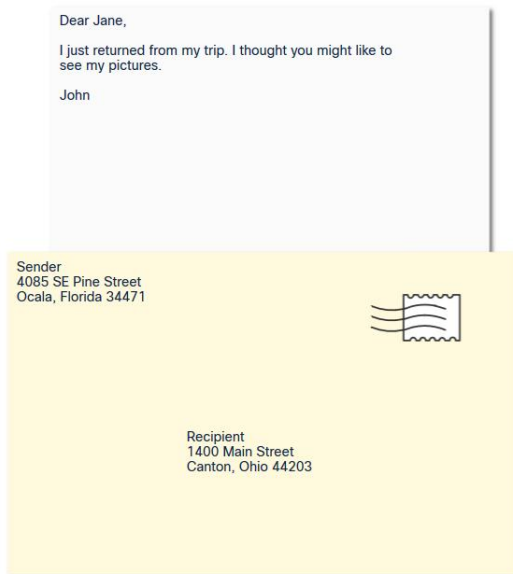 Dear Jane,
I just returned from my trip. I thought you might like to
see my pictures.
John
Sender
4085 SE Pine Street
Ocala, Florida 34471
Recipient
1400 Main Street
Canton, Ohio 44203